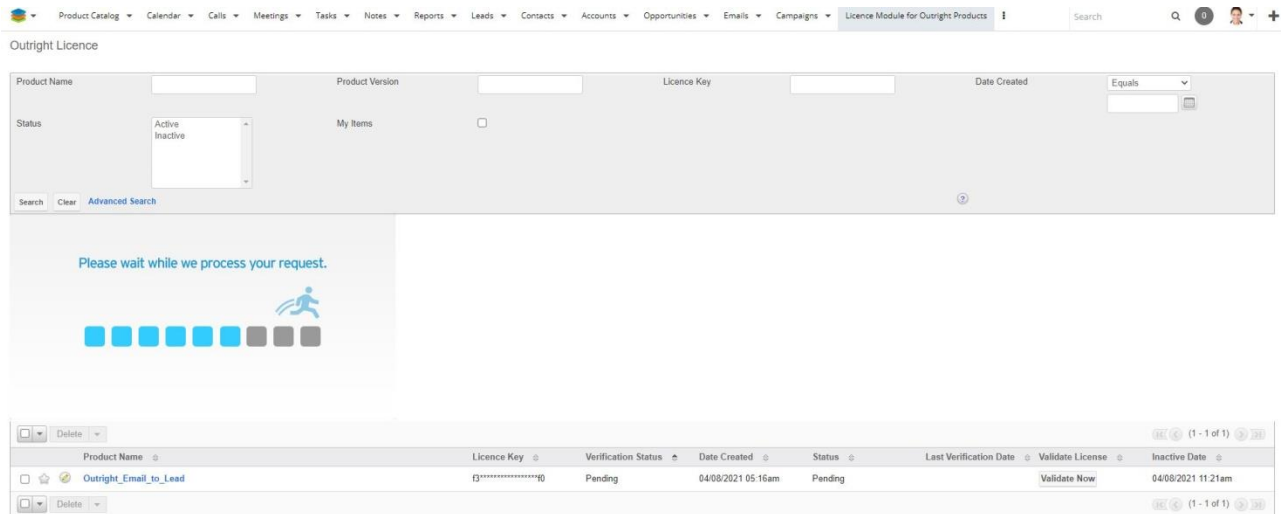 Product Catalog Calendar Calls Meetings Tasks Notes Reports Leads Contacts Accounts Opportunities Emails Campaigns Licence Module for Outright Products Search 0
Outright Licence
Product Name Product Version Licence Key Date Created Equals
Status Active My Items
Inactive
Search Clear Advanced Search ?
Please wait while we process your request.
Delete (1 - 1 of 1)
Product Name Licence Key Verification Status Date Created Status Last Verification Date Validate License Inactive Date
Outright_Email_to_Lead f3*****************f0 Pending 04/08/2021 05:16am Pending Validate Now 04/08/2021 11:21am
Delete (1 - 1 of 1)